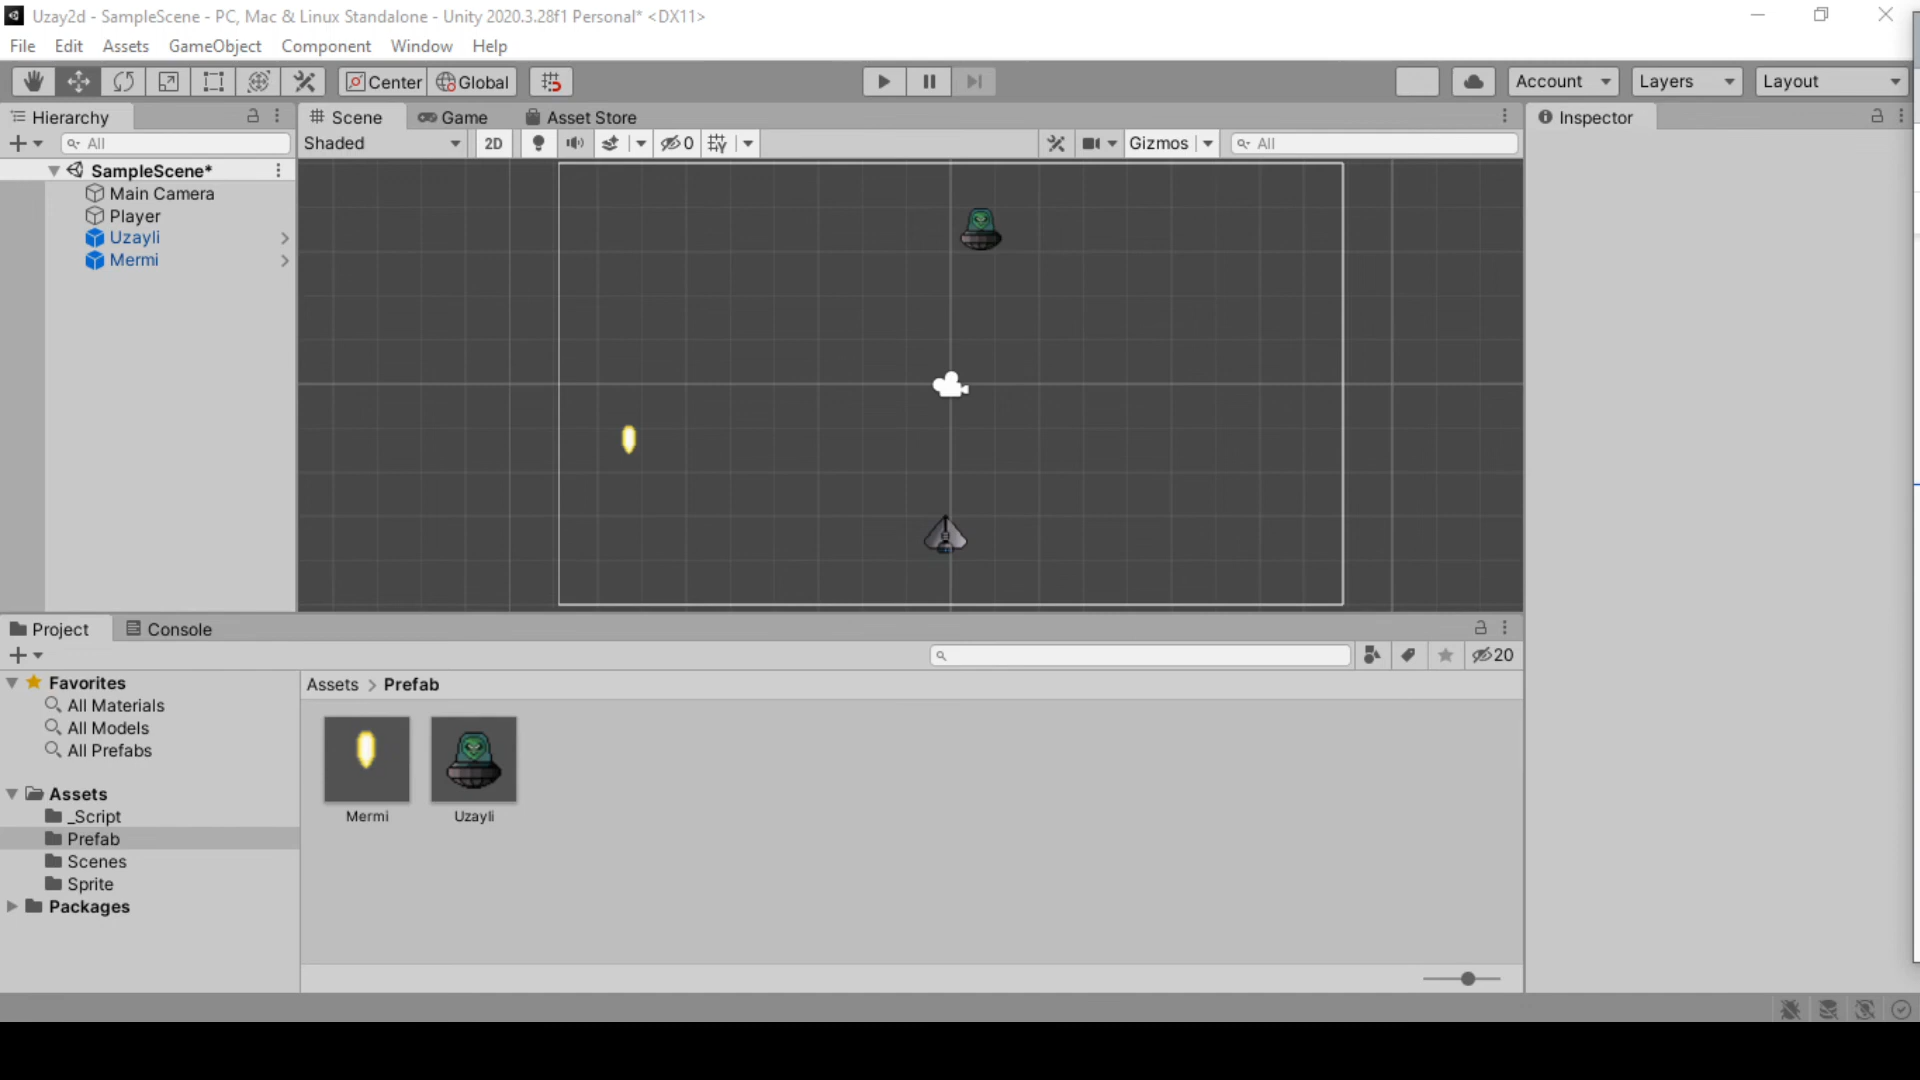 Uzay2d - SampleScene - PC, Mac & Linux Standalone - Unity 2020.3.28f1 Personal* <DX11>
File Edit Assets GameObject Component Window Help
Center Global Account Layers Layout
Hierarchy Scene Game Asset Store Inspector
All Shaded 2D 0 Gizmos All
SampleScene*
Main Camera
Player
Uzayli
Mermi
Project Console
20
Favorites Assets > Prefab
All Materials
All Models
All Prefabs
Mermi Uzayli
Assets
_Script
Prefab
Scenes
Sprite
Packages